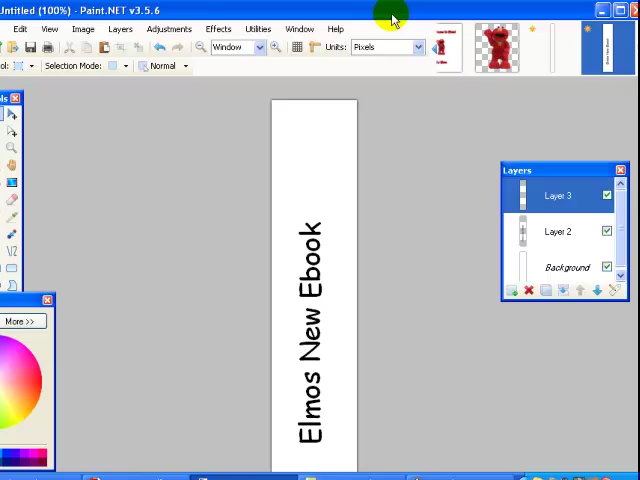 Untitled (100%) - Paint.NET v3.5.6
Edit View Image Layers Adjustments Effects Utilities Window Help
Window Units: Pixels
Selection Mode: Normal
Layers
Layer 3
Layer 2
Background
More >>
Elmos New Ebook